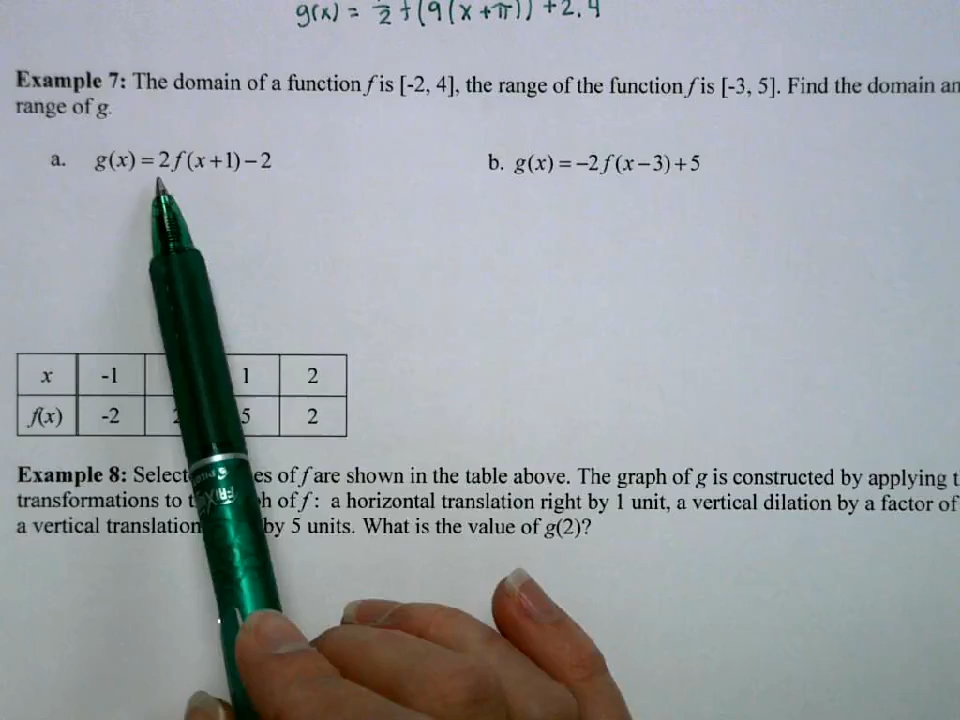 g(x) = 1/2 f(9(x+π)) +2.4
Example 7: The domain of a function f is [-2, 4], the range of the function f is [-3, 5]. Find the domain
range of g.
a. g(x) = 2f(x+1)−2
b. g(x) = −2f(x−3)+5
x -1 1 2
f(x) -2 5 2
Example 8: of f are shown in the table above. The graph of g is constructed by applying
transformations to of f: a horizontal translation right by 1 unit, a vertical dilation by a factor of
a vertical translation by 5 units. What is the value of g(2)?